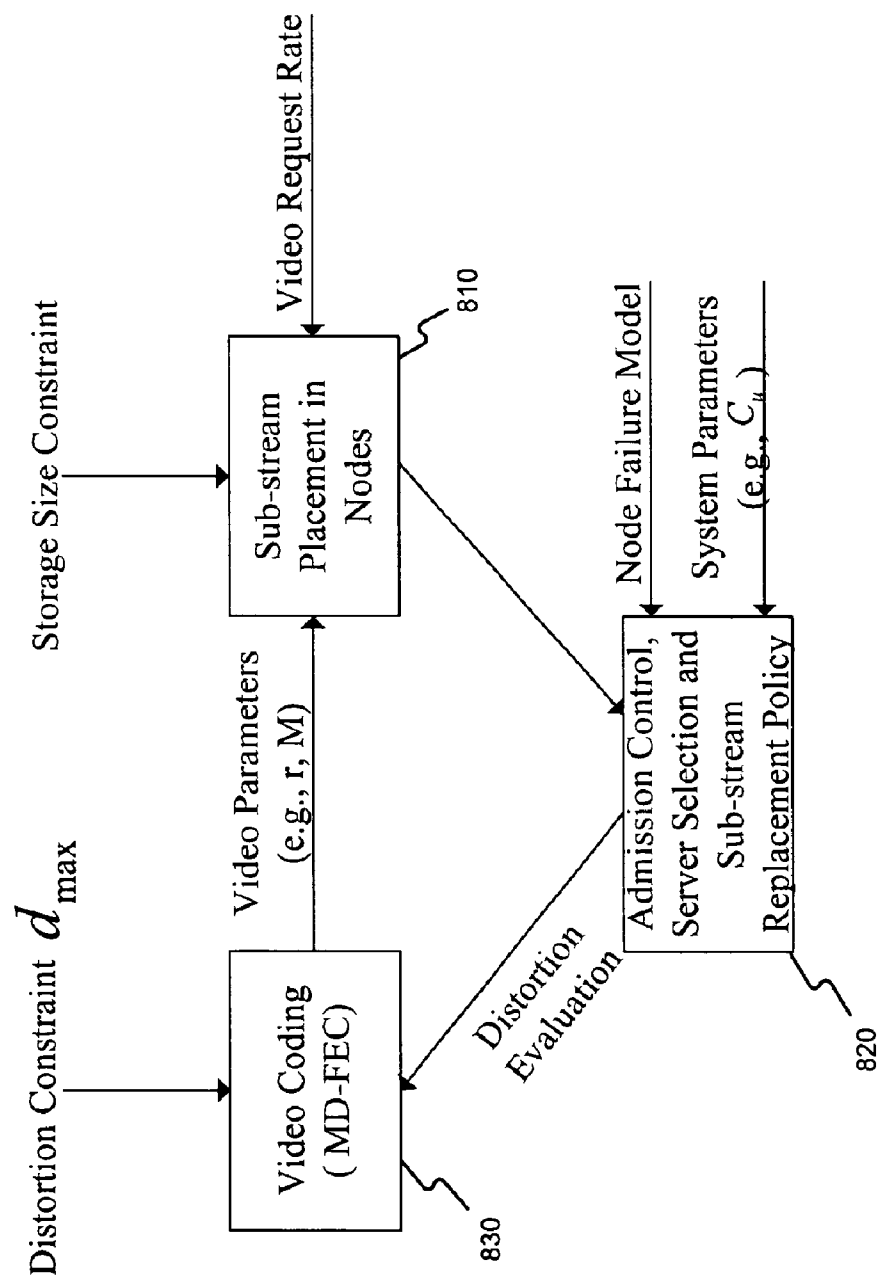 Distortion Constraint d max
Storage Size Constraint
Video Coding
( MD-FEC)
830
Video Parameters
(e.g., r, M)
Sub-stream
Placement in
Nodes
810
Video Request Rate
Distortion
Evaluation
Admission Control,
Server Selection and
Sub-stream
Replacement Policy
820
Node Failure Model
System Parameters
(e.g., Cu )